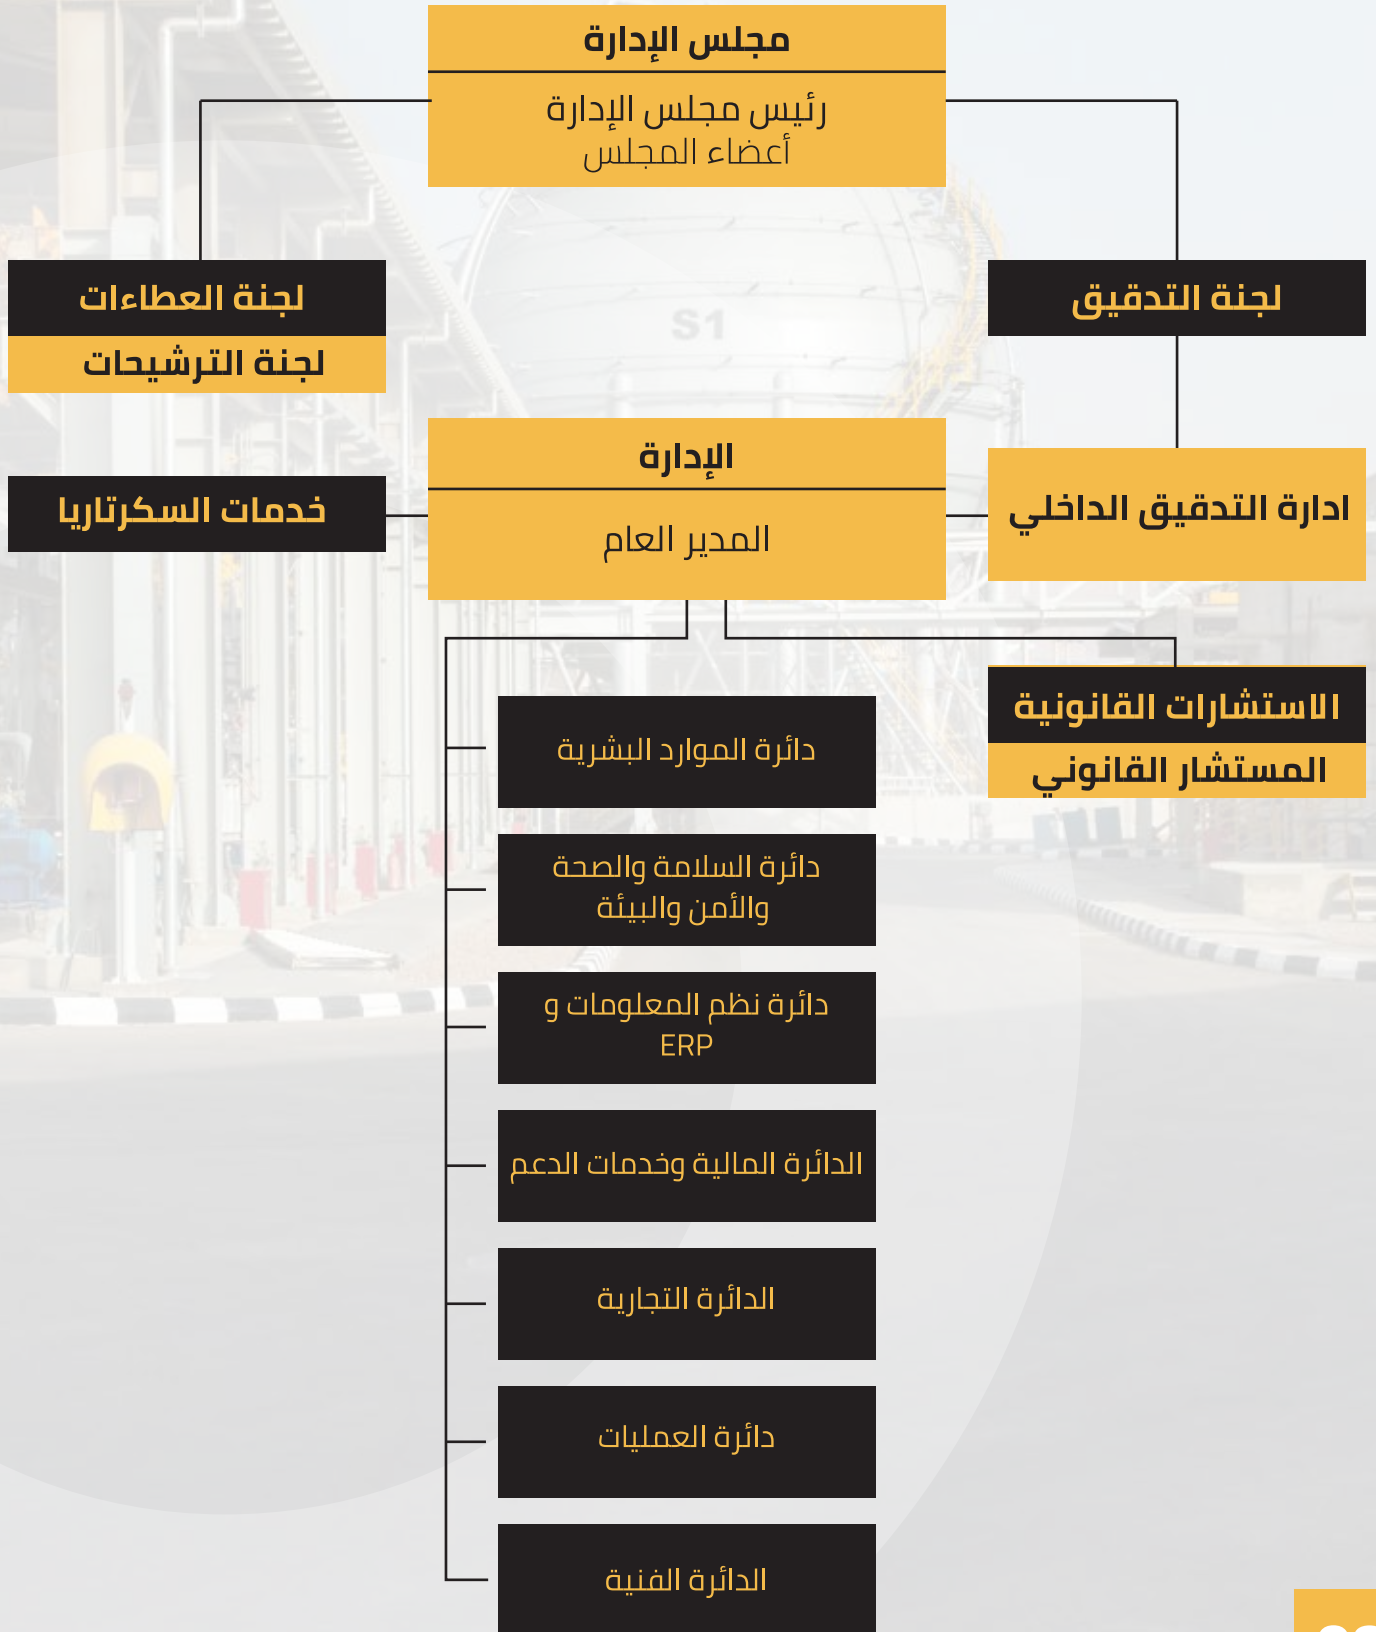 مجلس الإدارة
رئيس مجلس الإدارة
أعضاء المجلس
لجنة التدقيق
لجنة العطاءات
لجنة الترشيحات
S1
الإدارة
المدير العام
ادارة التدقيق الداخلي
خدمات السكرتاريا
الاستشارات القانونية
المستشار القانوني
دائرة الموارد البشرية
دائرة السلامة والصحة
والأمن والبيئة
دائرة نظم المعلومات و
ERP
الدائرة المالية وخدمات الدعم
الدائرة التجارية
دائرة العمليات
الدائرة الفنية